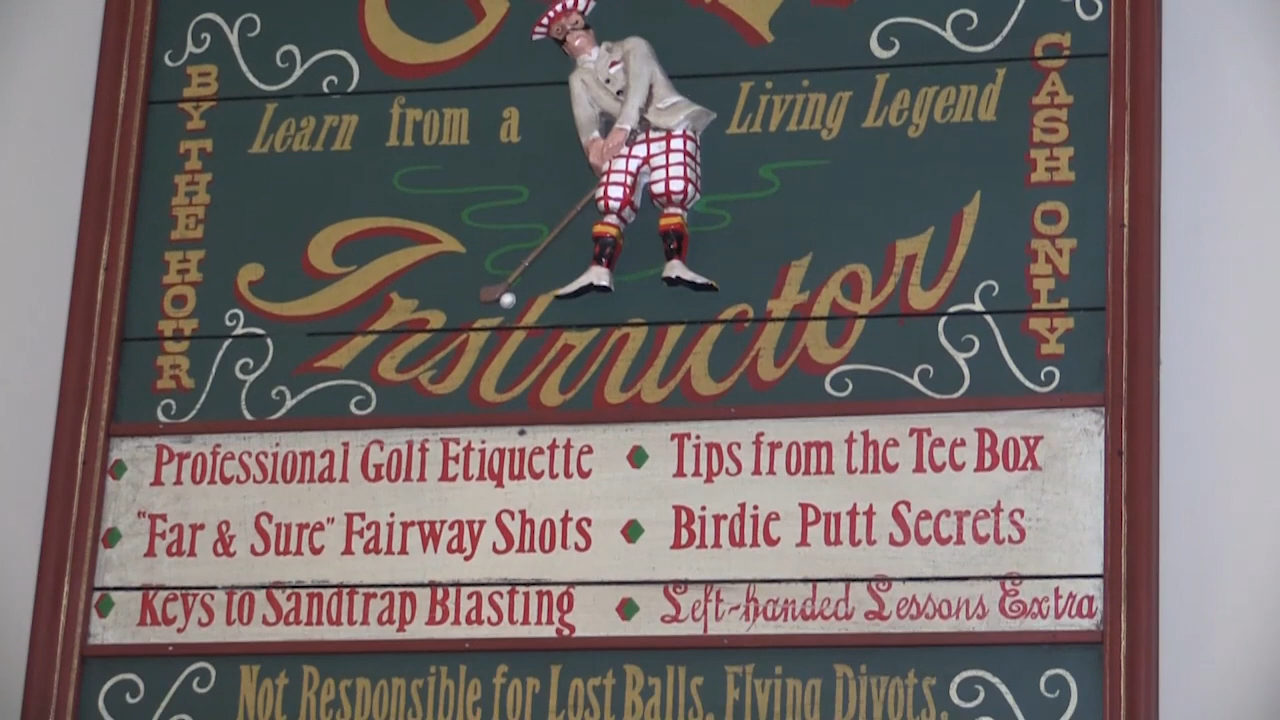 BY THE HOUR
Learn from a Living Legend
CASH ONLY
Instructor
Professional Golf Etiquette
Tips from the Tee Box
"Far & Sure" Fairway Shots
Birdie Putt Secrets
Keys to Sandtrap Blasting
Left-handed Lessons Extra
Not Responsible for Lost Balls, Flying Divots,